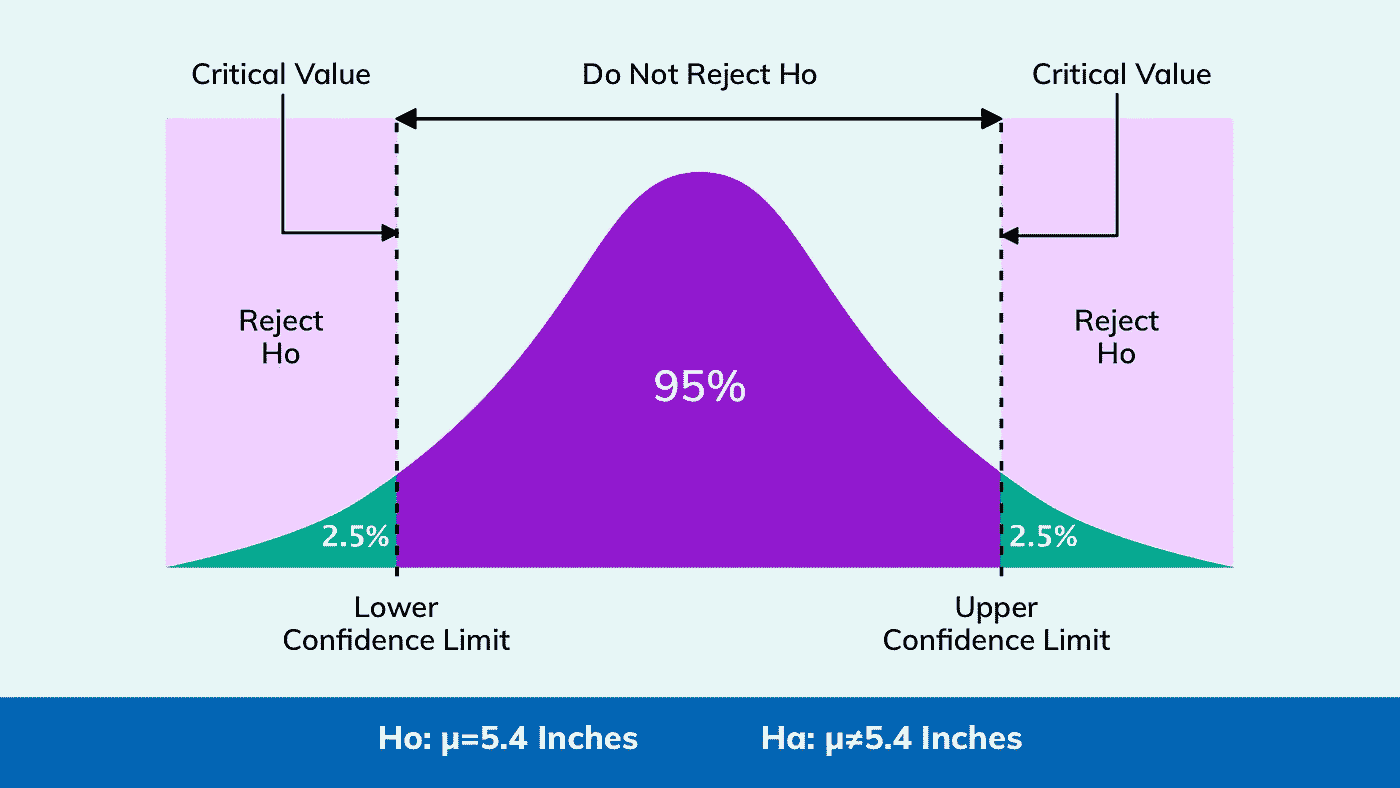 Critical Value
Do Not Reject Ho
Critical Value
Reject
Ho
Reject
Ho
95%
2.5%
2.5%
Lower
Confidence Limit
Upper
Confidence Limit
Ho: μ=5.4 Inches
Ha: μ≠5.4 Inches